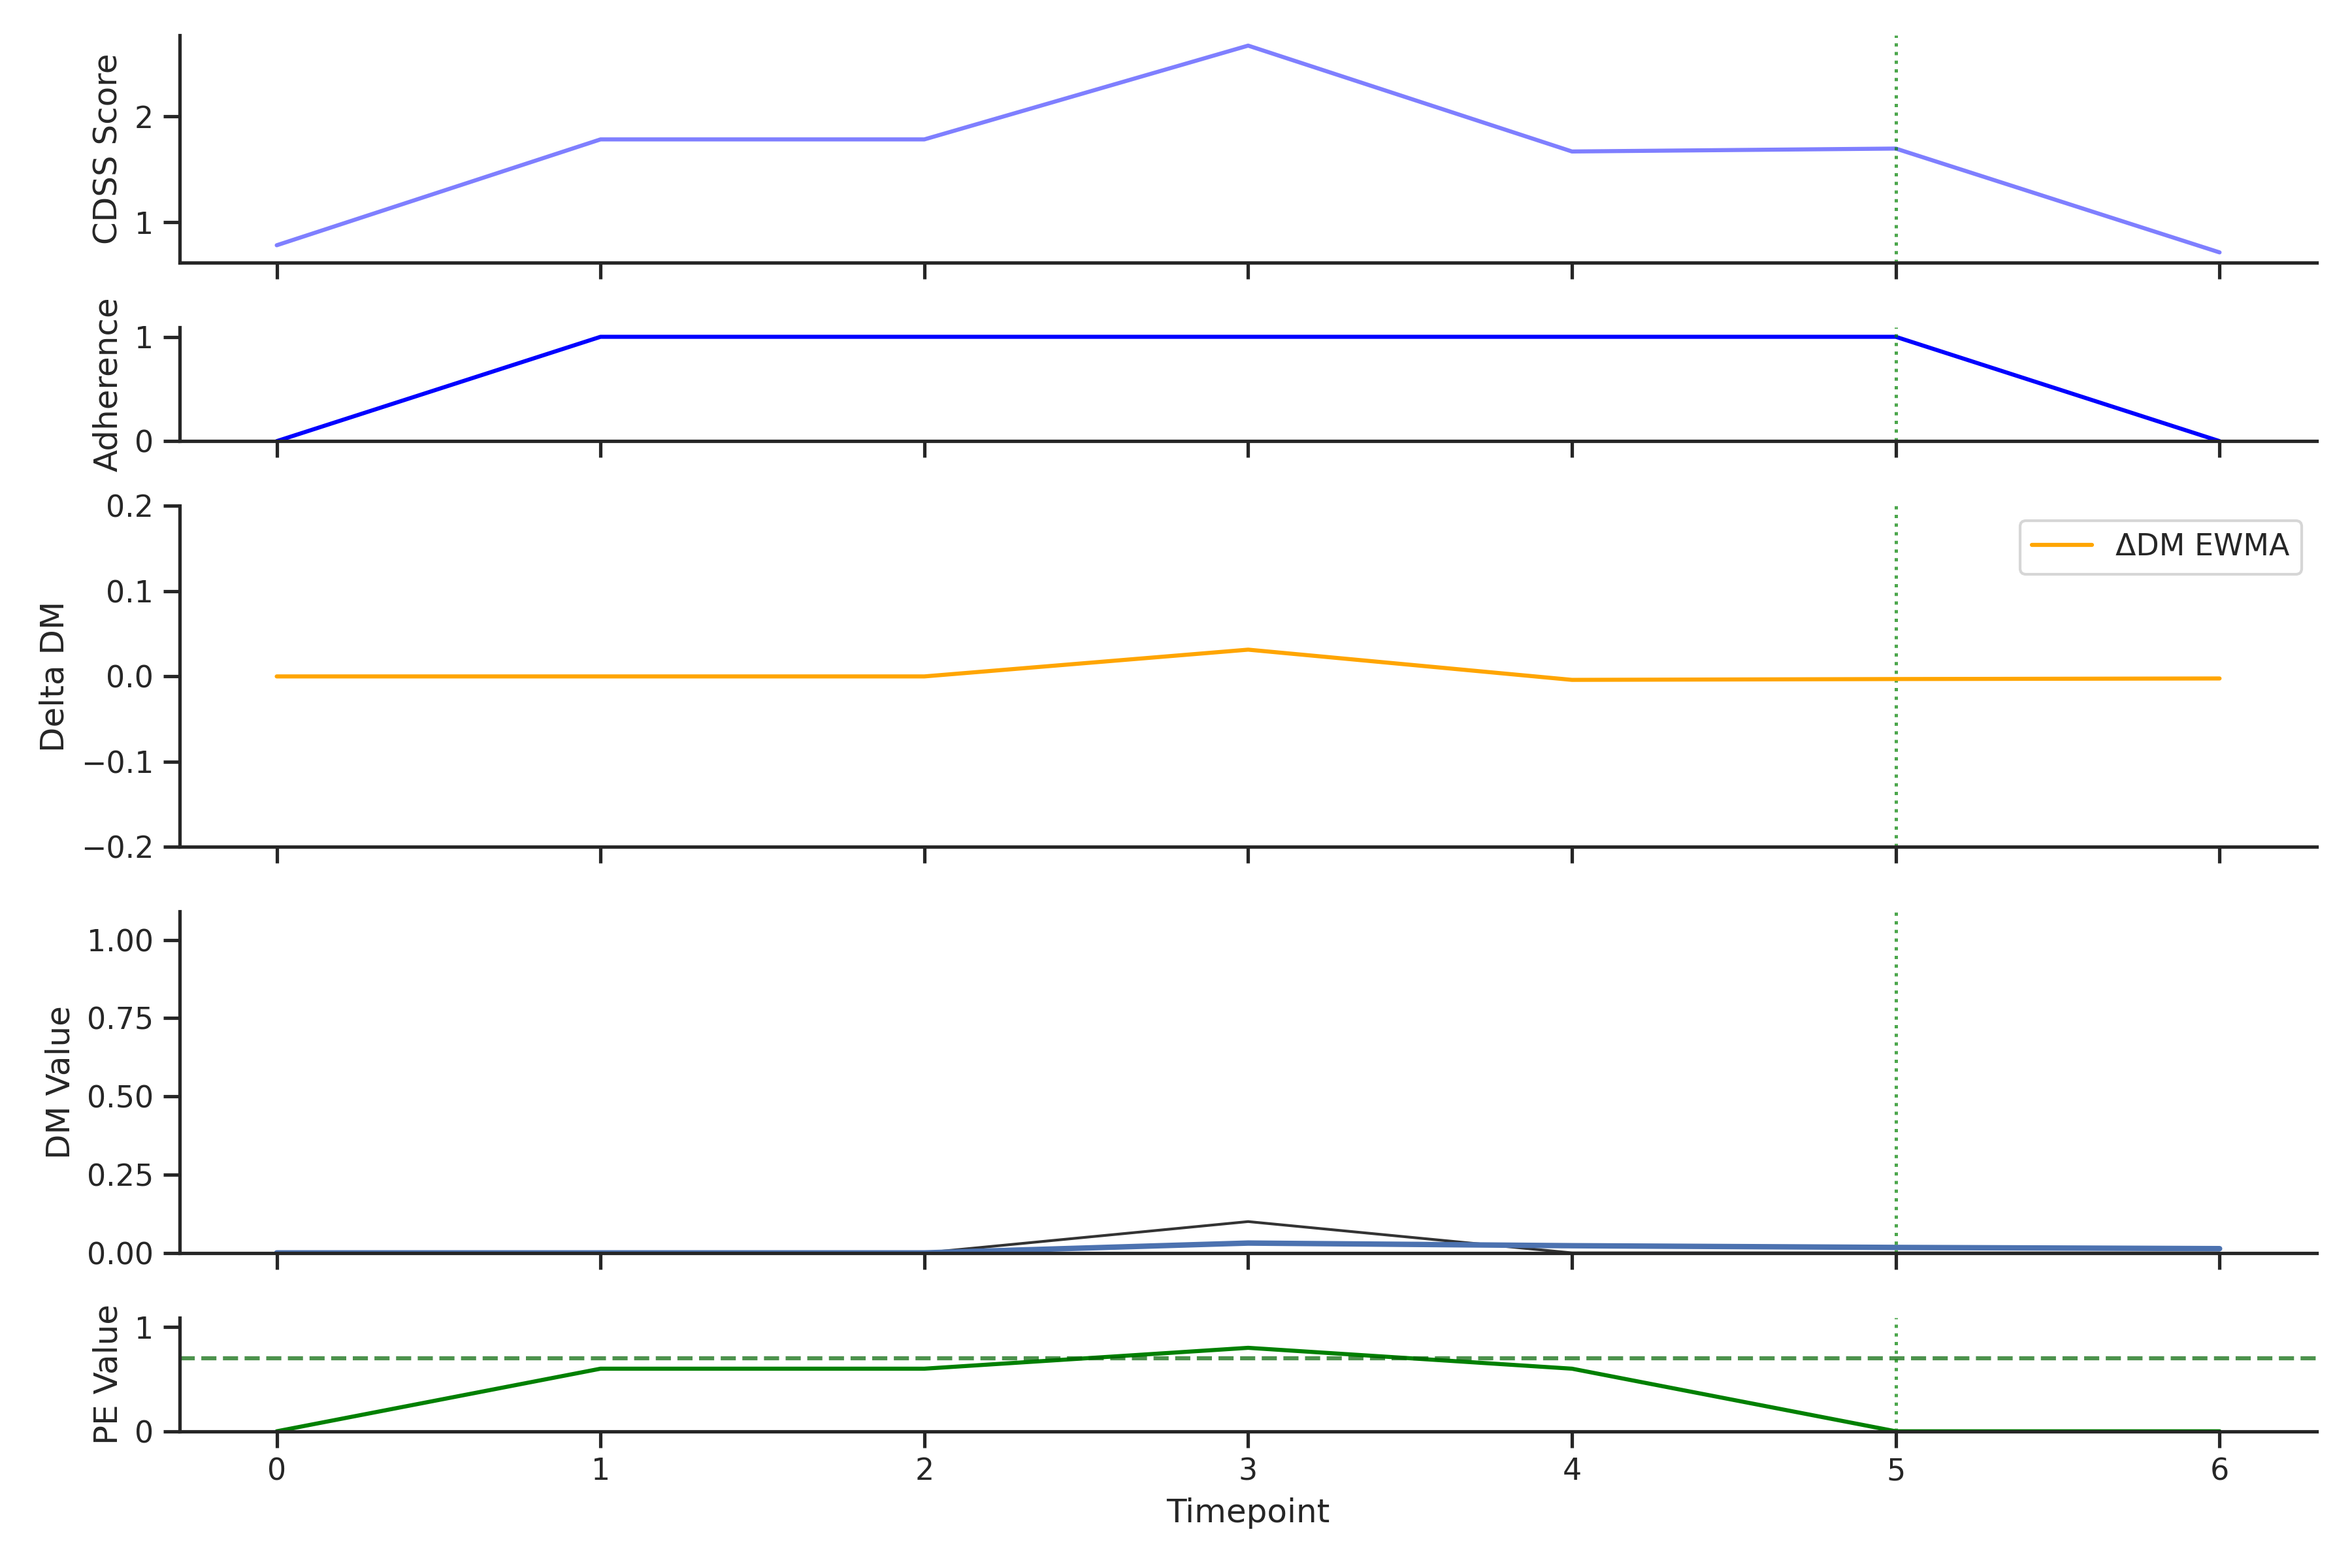 CDSS Score
2
1
Adherence
1
0
Delta DM
0.2
0.1
0.0
−0.1
−0.2
ΔDM EWMA
DM Value
1.00
0.75
0.50
0.25
0.00
PE Value
1
0
0 1 2 3 4 5 6
Timepoint